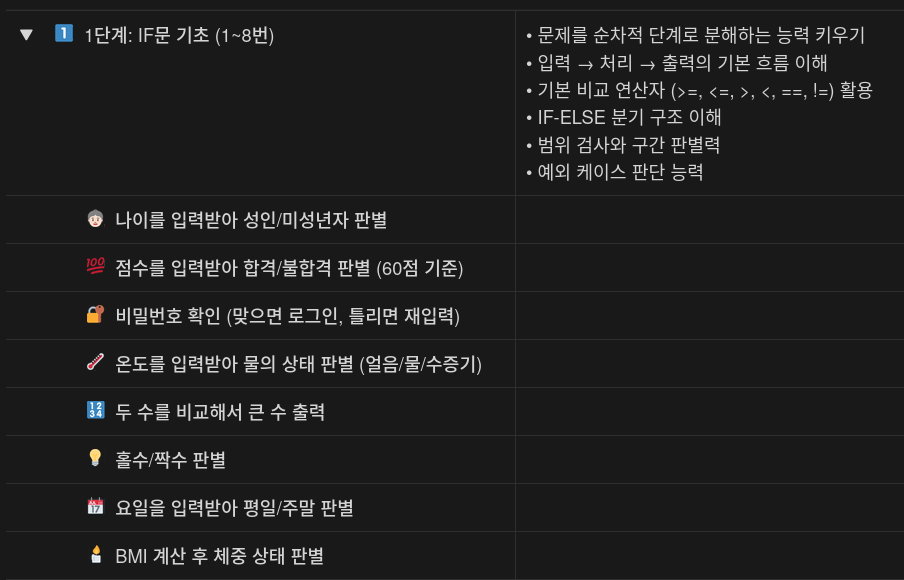 ▼ 1️⃣ 1단계: IF문 기초 (1~8번)
• 문제를 순차적 단계로 분해하는 능력 키우기
• 입력 → 처리 → 출력의 기본 흐름 이해
• 기본 비교 연산자 (>=, <=, >, <, ==, !=) 활용
• IF-ELSE 분기 구조 이해
• 범위 검사와 구간 판별력
• 예외 케이스 판단 능력
나이를 입력받아 성인/미성년자 판별
💯 점수를 입력받아 합격/불합격 판별 (60점 기준)
비밀번호 확인 (맞으면 로그인, 틀리면 재입력)
온도를 입력받아 물의 상태 판별 (얼음/물/수증기)
🔢 두 수를 비교해서 큰 수 출력
홀수/짝수 판별
📅 요일을 입력받아 평일/주말 판별
BMI 계산 후 체중 상태 판별